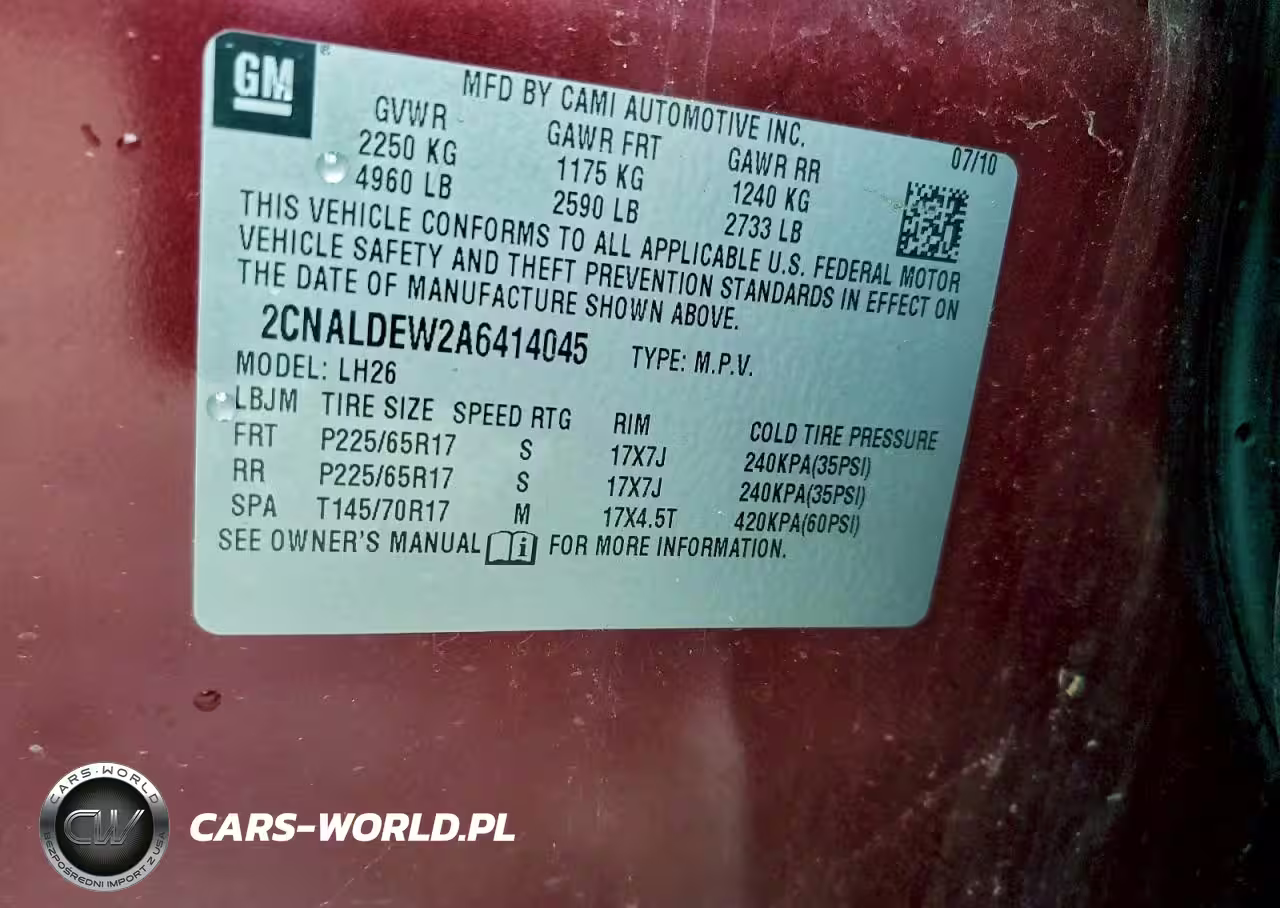 GM ®
MFD BY CAMI AUTOMOTIVE INC.
07/10
GVWR GAWR FRT GAWR RR
2250 KG 1175 KG 1240 KG
4960 LB 2590 LB 2733 LB
THIS VEHICLE CONFORMS TO ALL APPLICABLE U.S. FEDERAL MOTOR
VEHICLE SAFETY AND THEFT PREVENTION STANDARDS IN EFFECT ON
THE DATE OF MANUFACTURE SHOWN ABOVE.
2CNALDEW2A6414045 TYPE: M.P.V.
MODEL: LH26
LBJM TIRE SIZE SPEED RTG RIM COLD TIRE PRESSURE
FRT P225/65R17 S 17X7J 240KPA(35PSI)
RR P225/65R17 S 17X7J 240KPA(35PSI)
SPA T145/70R17 M 17X4.5T 420KPA(60PSI)
SEE OWNER'S MANUAL i FOR MORE INFORMATION.
CARS-WORLD
CW
BEZPOŚREDNI IMPORT Z USA
CARS-WORLD.PL